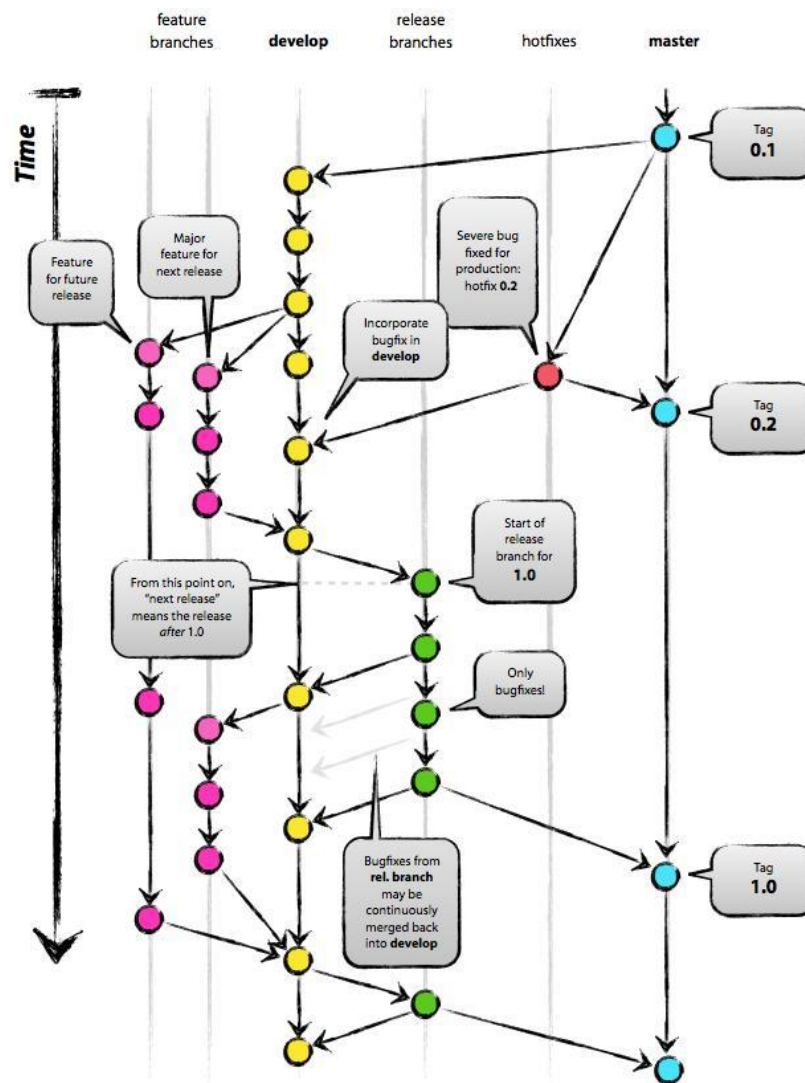 feature
branches
develop
release
branches
hotfixes
master
Time
Tag
0.1
Feature
for future
release
Major
feature for
next release
Severe bug
fixed for
production:
hotfix 0.2
Incorporate
bugfix in
develop
Tag
0.2
Start of
release
branch for
1.0
From this point on,
“next release”
means the release
after 1.0
Only
bugfixes!
Bugfixes from
rel. branch
may be
continuously
merged back
into develop
Tag
1.0